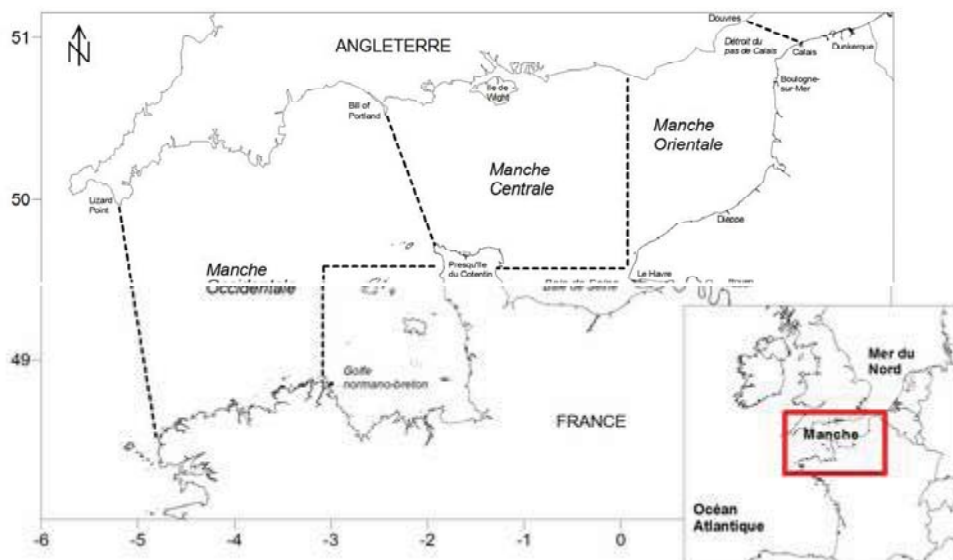 51
N
ANGLETERRE
Douvres
Détroit du
pas de Calais
Calais
Dunkerque
Boulogne-
sur-Mer
Ile de
Wight
Bill of
Portland
Manche
Orientale
Manche
Centrale
50
Lizard
Point
Dieppe
Manche
Occidentale
Presqu'île
du Cotentin
Le Havre
Rouen
Baie de Seine
49
Golfe
normano-breton
FRANCE
Mer du
Nord
Manche
Océan
Atlantique
-6
-5
-4
-3
-2
-1
0